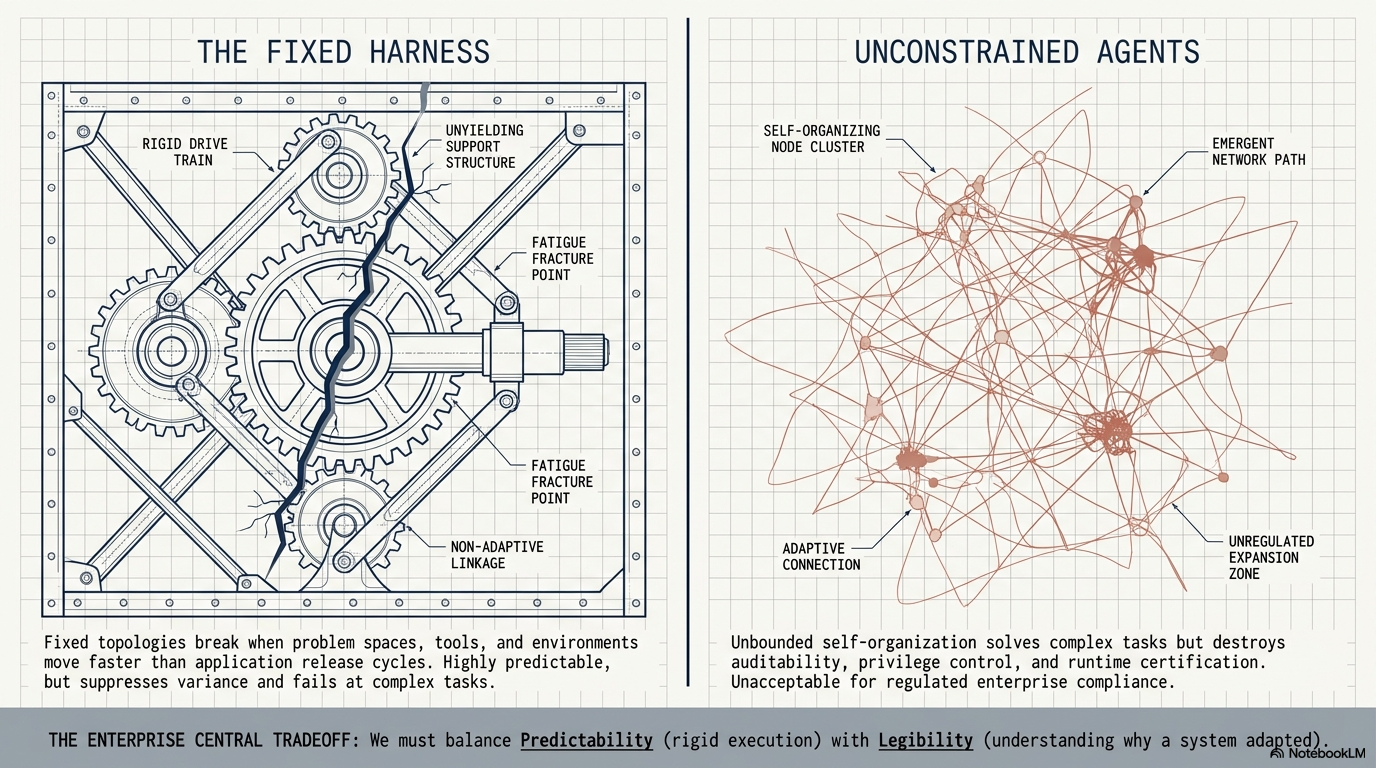 THE FIXED HARNESS
RIGID DRIVE
TRAIN
UNYIELDING
SUPPORT
STRUCTURE
FATIGUE
FRACTURE
POINT
FATIGUE
FRACTURE
POINT
NON-ADAPTIVE
LINKAGE
Fixed topologies break when problem spaces, tools, and environments
move faster than application release cycles. Highly predictable,
but suppresses variance and fails at complex tasks.
UNCONSTRAINED AGENTS
SELF-ORGANIZING
NODE CLUSTER
EMERGENT
NETWORK PATH
ADAPTIVE
CONNECTION
UNREGULATED
EXPANSION
ZONE
Unbounded self-organization solves complex tasks but destroys
auditability, privilege control, and runtime certification.
Unacceptable for regulated enterprise compliance.
THE ENTERPRISE CENTRAL TRADEOFF: We must balance Predictability (rigid execution) with Legibility (understanding why a system adapted).
NotebookLM